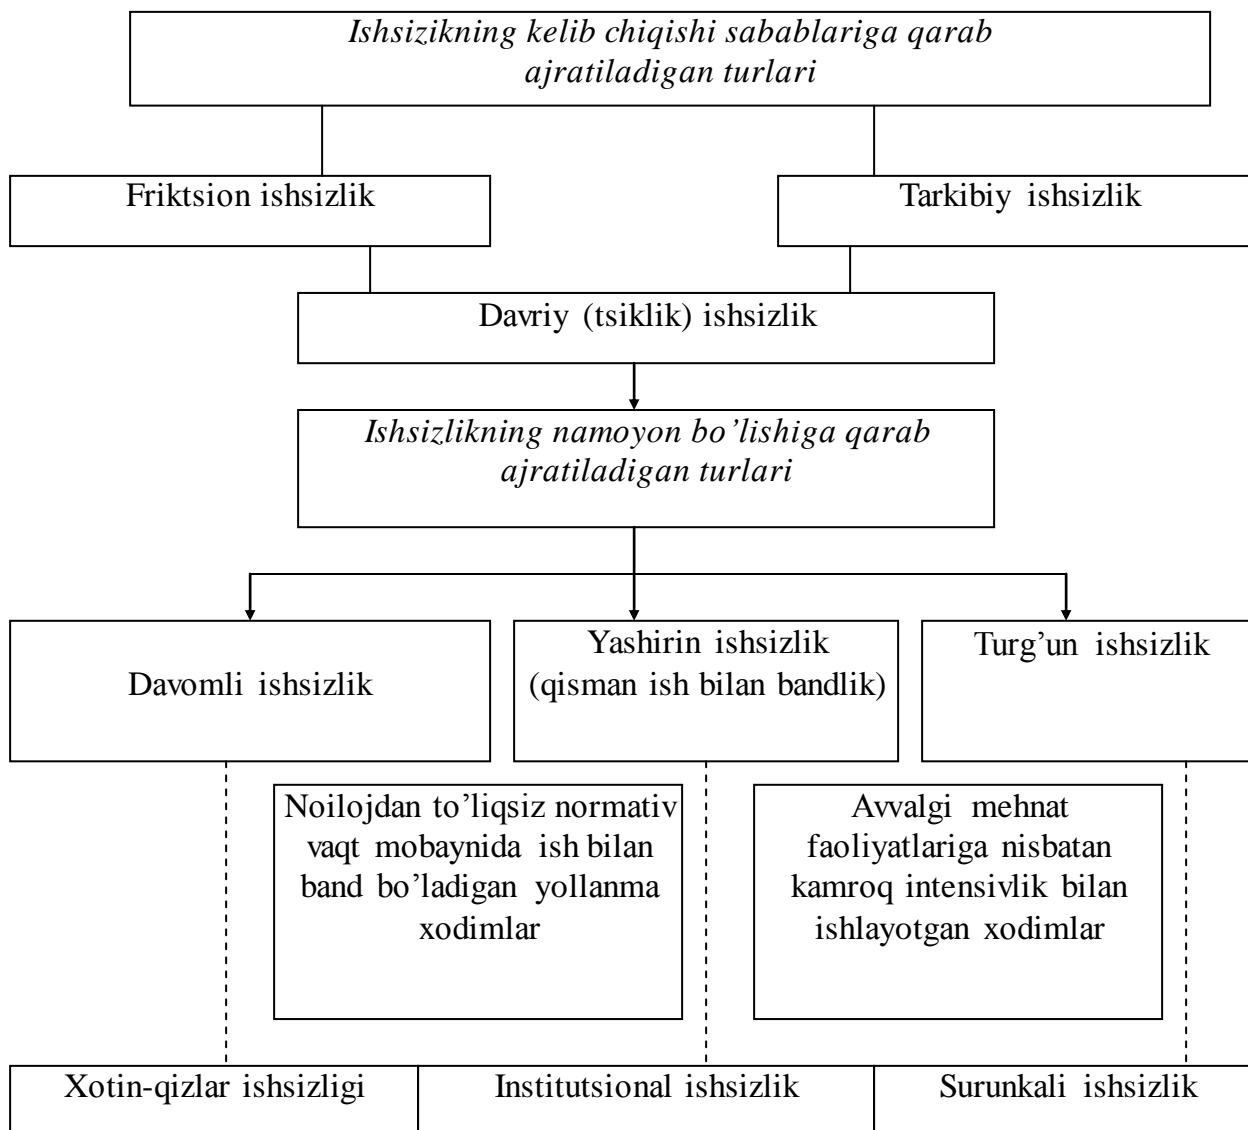 Ishsizikning kelib chiqishi sabablariga qarab
ajratiladigan turlari
Friktsion ishsizlik
Tarkibiy ishsizlik
Davriy (tsiklik) ishsizlik
Ishsizlikning namoyon bo’lishiga qarab
ajratiladigan turlari
Davomli ishsizlik
Yashirin ishsizlik
(qisman ish bilan bandlik)
Turg’un ishsizlik
Noilojdan to’liqsiz normativ
vaqt mobaynida ish bilan
band bo’ladigan yollanma
xodimlar
Avvalgi mehnat
faoliyatlariga nisbatan
kamroq intensivlik bilan
ishlayotgan xodimlar
Xotin-qizlar ishsizligi
Institutsional ishsizlik
Surunkali ishsizlik